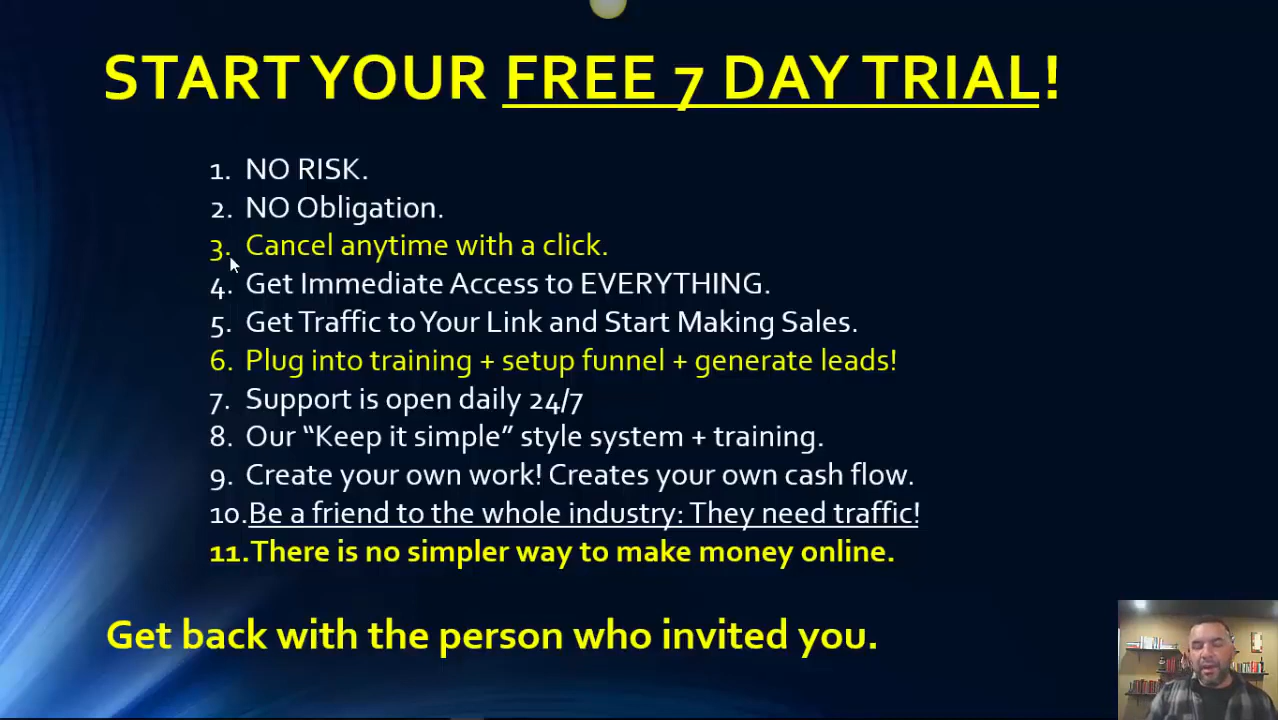 START YOUR FREE 7 DAY TRIAL!
1. NO RISK.
2. NO Obligation.
3. Cancel anytime with a click.
4. Get Immediate Access to EVERYTHING.
5. Get Traffic to Your Link and Start Making Sales.
6. Plug into training + setup funnel + generate leads!
7. Support is open daily 24/7
8. Our “Keep it simple” style system + training.
9. Create your own work! Creates your own cash flow.
10. Be a friend to the whole industry: They need traffic!
11. There is no simpler way to make money online.
Get back with the person who invited you.